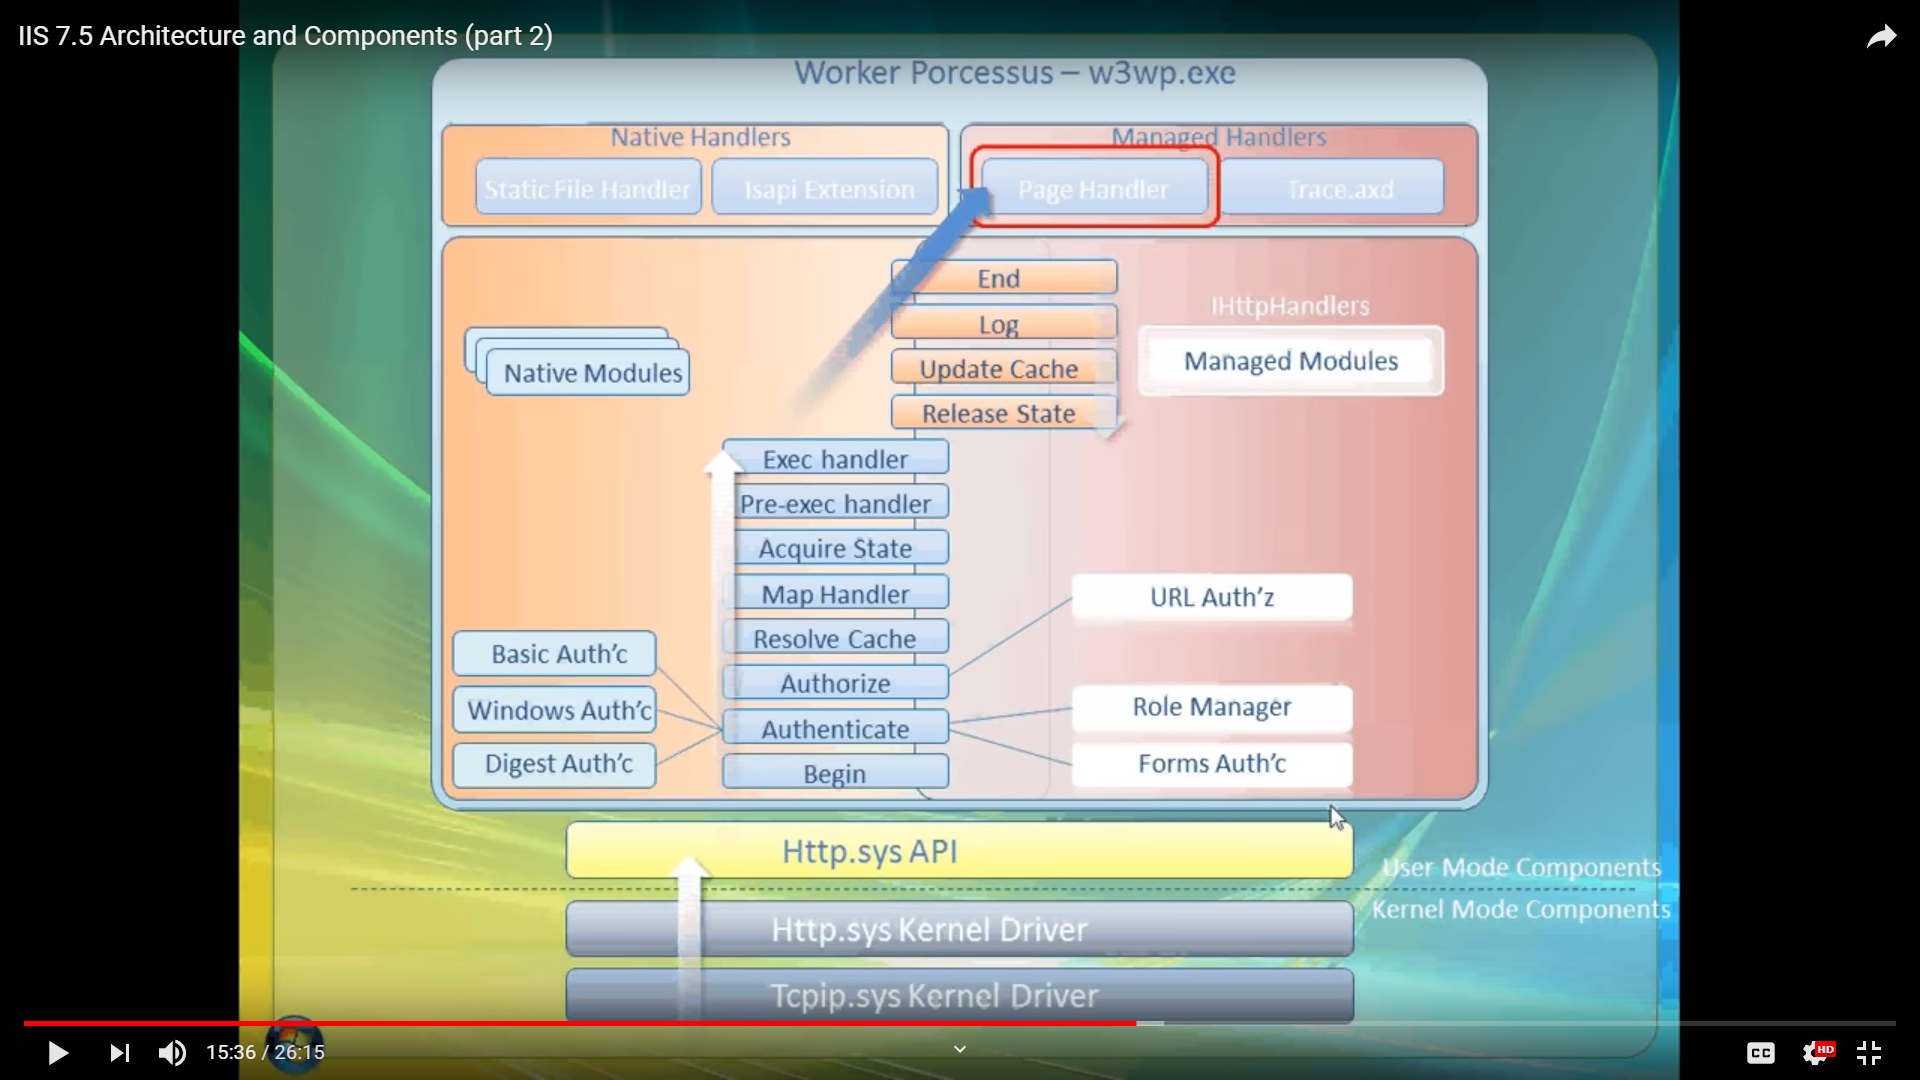 IIS 7.5 Architecture and Components (part 2)
Worker Porcessus – w3wp.exe
Native Handlers
Managed Handlers
Static File Handler
Isapi Extension
Page Handler
Trace.axd
End
Log
Update Cache
Release State
IHttpHandlers
Managed Modules
Native Modules
Exec handler
Pre-exec handler
Acquire State
Map Handler
Resolve Cache
Authorize
Authenticate
Begin
Basic Auth’c
Windows Auth’c
Digest Auth’c
URL Auth’z
Role Manager
Forms Auth’c
Http.sys API
User Mode Components
Kernel Mode Components
Http.sys Kernel Driver
Tcpip.sys Kernel Driver
15:36 / 26:15
CC
HD